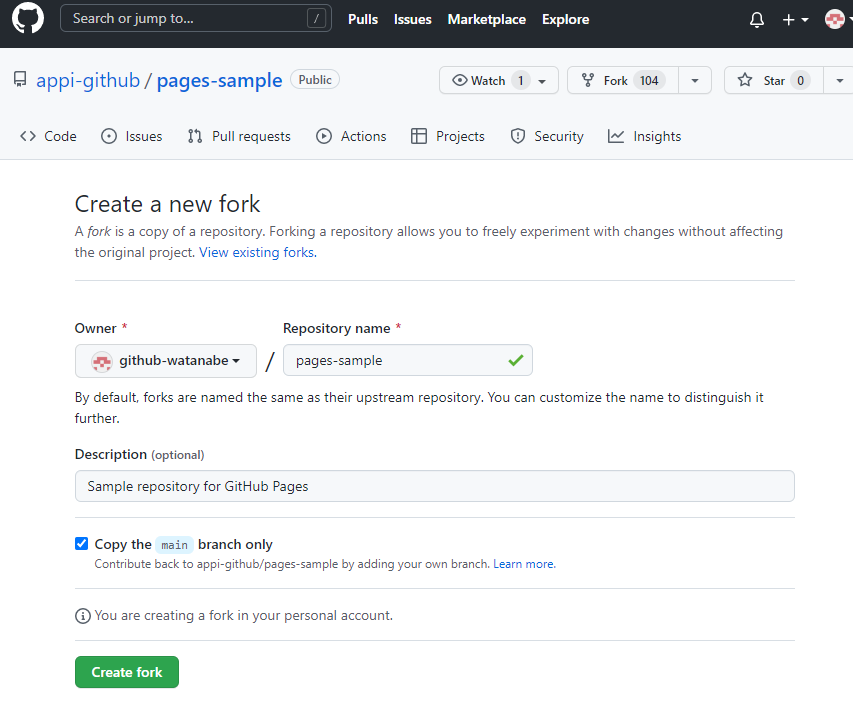 Search or jump to... /
Pulls Issues Marketplace Explore
appi-github / pages-sample Public
Watch 1 Fork 104 Star 0
Code Issues Pull requests Actions Projects Security Insights
Create a new fork
A fork is a copy of a repository. Forking a repository allows you to freely experiment with changes without affecting
the original project. View existing forks.
Owner * Repository name *
github-watanabe / pages-sample
By default, forks are named the same as their upstream repository. You can customize the name to distinguish it
further.
Description (optional)
Sample repository for GitHub Pages
Copy the main branch only
Contribute back to appi-github/pages-sample by adding your own branch. Learn more.
You are creating a fork in your personal account.
Create fork